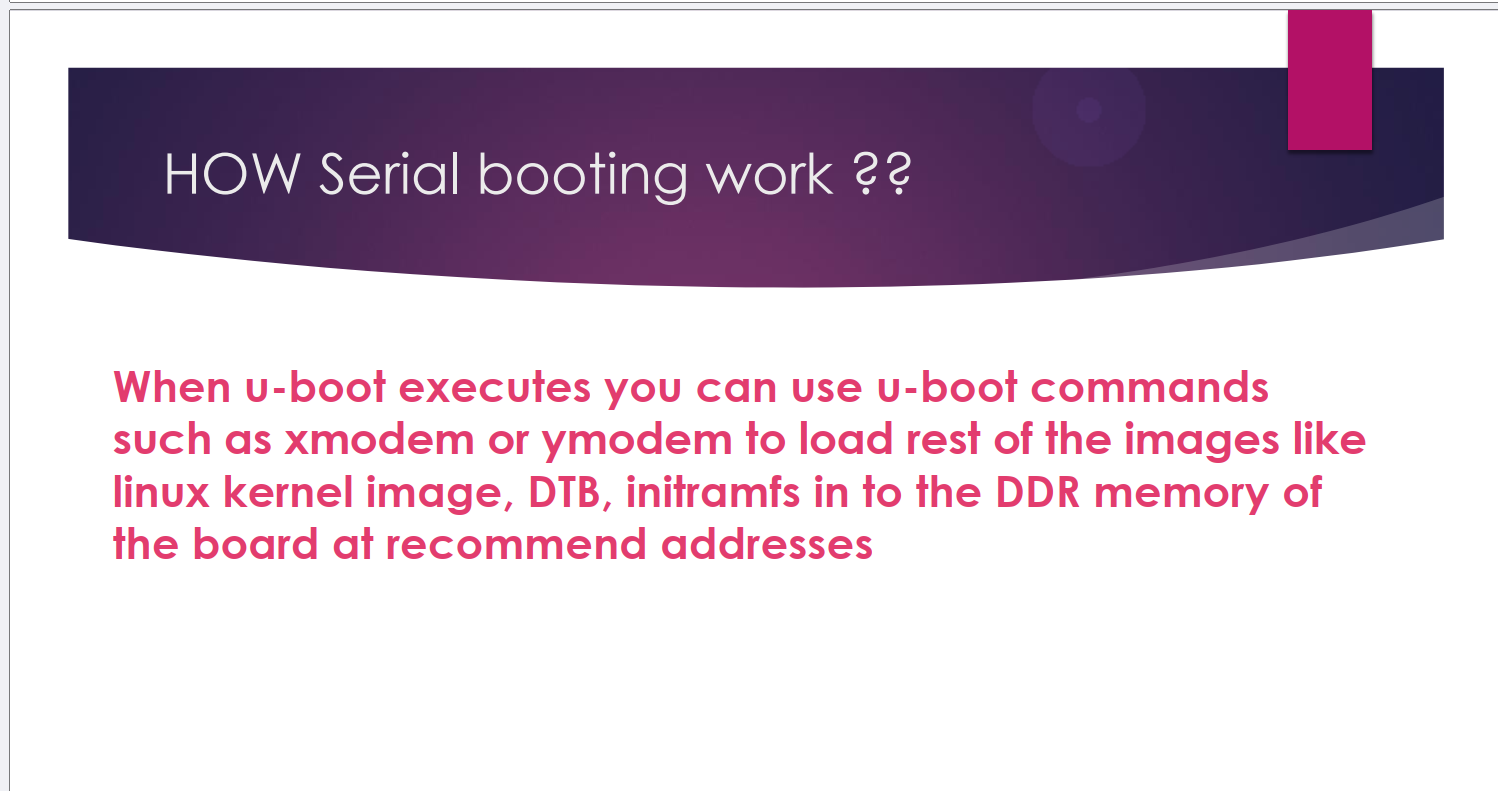 HOW Serial booting work ??
When u-boot executes you can use u-boot commands
such as xmodem or ymodem to load rest of the images like
linux kernel image, DTB, initramfs in to the DDR memory of
the board at recommend addresses